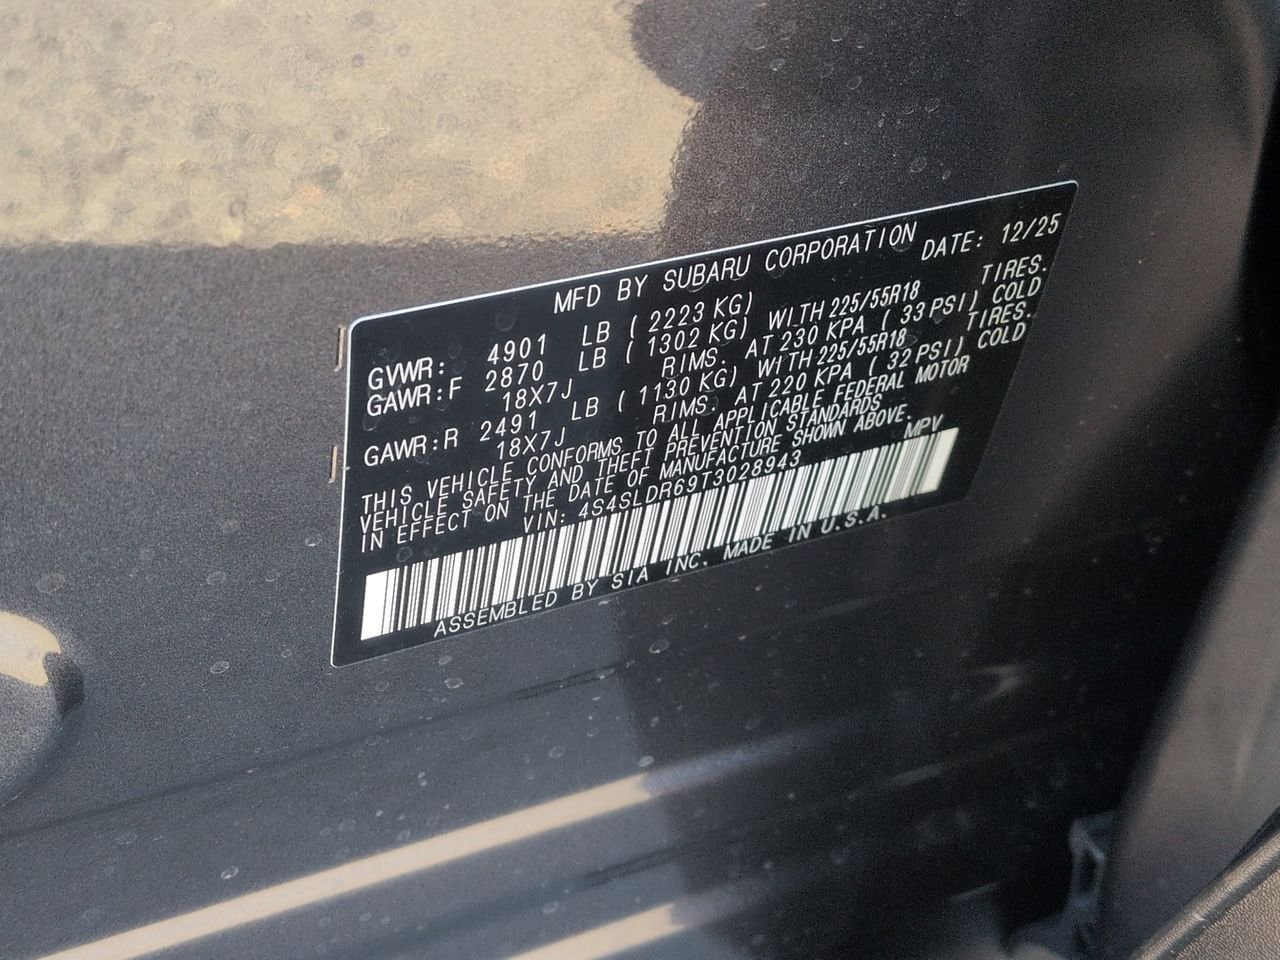 MFD BY SUBARU CORPORATION DATE: 12/25
GVWR: 4901 LB ( 2223 KG)
GAWR:F 2870 LB ( 1302 KG) WITH 225/55R18 TIRES.
18X7J RIMS. AT 230 KPA ( 33 PSI) COLD
GAWR:R 2491 LB ( 1130 KG) WITH 225/55R18 TIRES.
18X7J RIMS. AT 220 KPA ( 32 PSI) COLD
THIS VEHICLE CONFORMS TO ALL APPLICABLE FEDERAL MOTOR
VEHICLE SAFETY AND THEFT PREVENTION STANDARDS
IN EFFECT ON THE DATE OF MANUFACTURE SHOWN ABOVE.
VIN: 4S4SLDR69T3028943 MPV
ASSEMBLED BY SIA INC. MADE IN U.S.A.